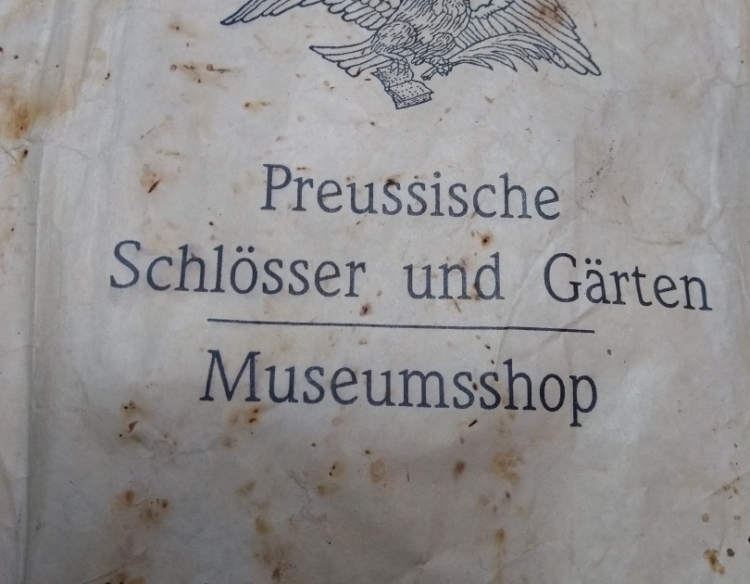 Preussische
Schlösser und Gärten
Museumsshop